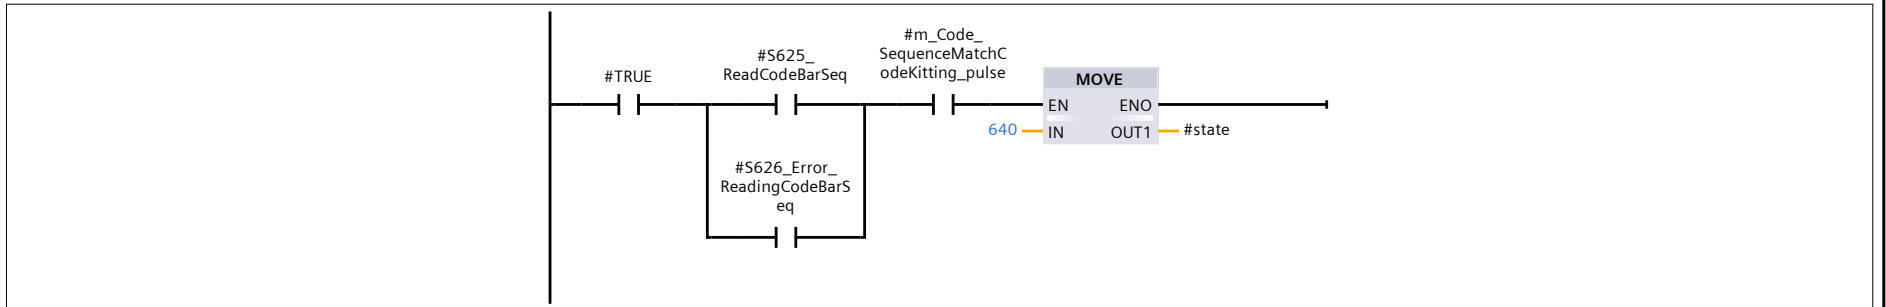 #m_Code_
SequenceMatchC
odeKitting_pulse
#S625_
ReadCodeBarSeq
#TRUE
MOVE
EN ENO
640 IN OUT1 #state
#S626_Error_
ReadingCodeBarS
eq